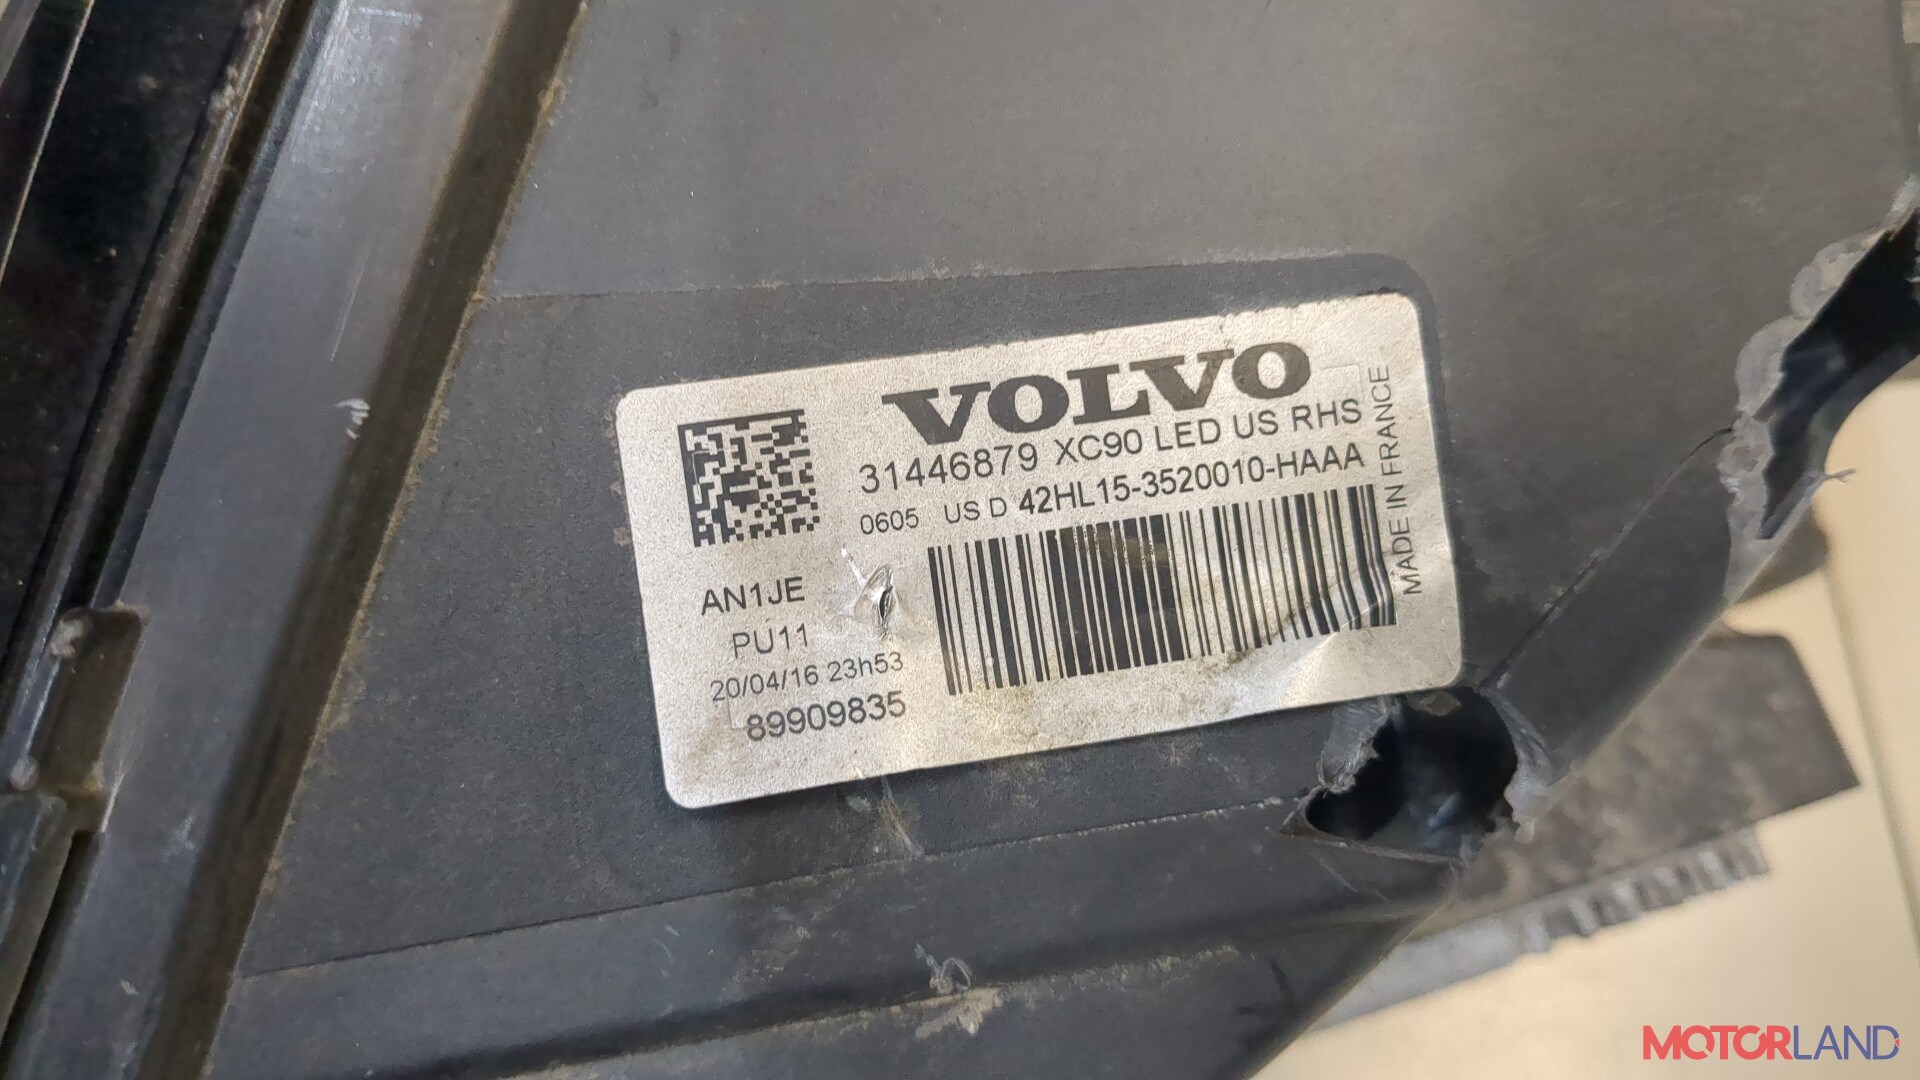 VOLVO
31446879 XC90 LED US RHS
0605 US D 42HL15-3520010-HAAA
MADE IN FRANCE
AN1JE
PU11
20/04/16 23h53
89909835
MOTORLAND